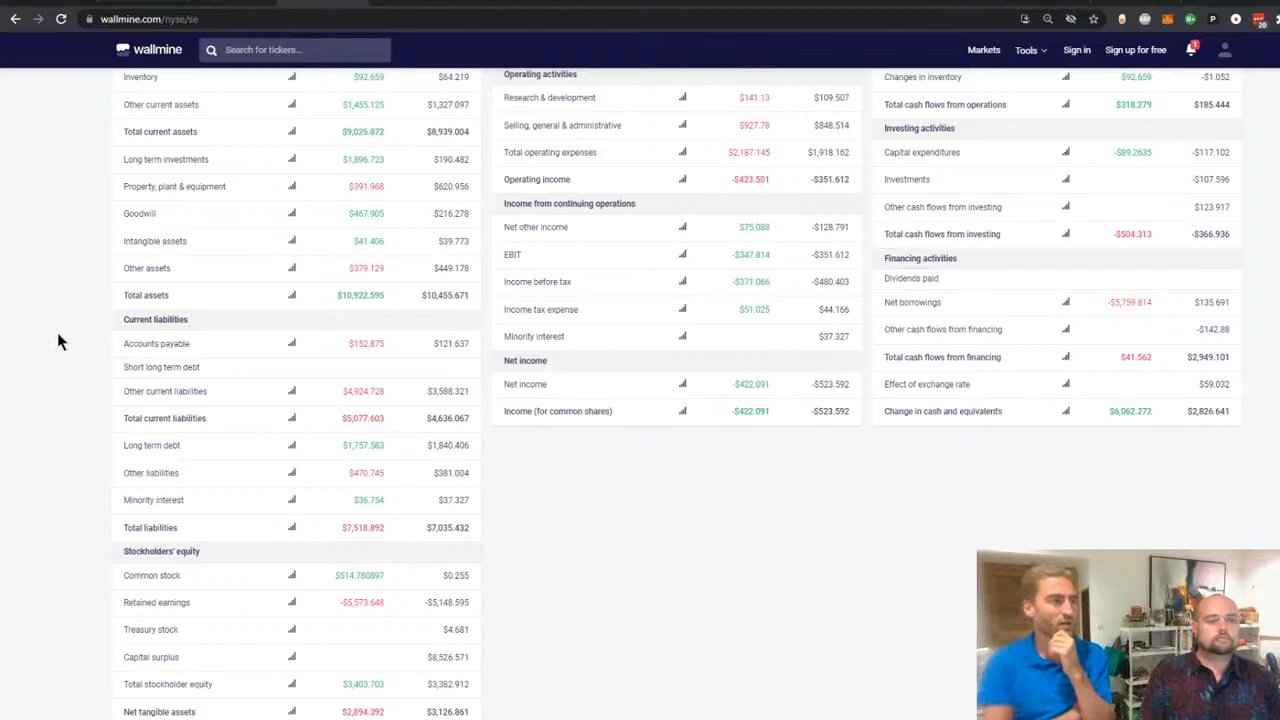 wallmine.com/nyse/se
20
wallmine
Search for tickers...
Markets
Tools
Sign in
Sign up for free
1
Inventory $92.659 $64.219
Other current assets $1,455.125 $1,327.097
Total current assets $9,025.872 $8,939.004
Long term investments $1,896.723 $190.482
Property, plant & equipment $391.968 $620.956
Goodwill $467.905 $216.278
Intangible assets $41.406 $39.773
Other assets $379.129 $449.178
Total assets $10,922.595 $10,455.671
Current liabilities
Accounts payable $152.875 $121.637
Short long term debt
Other current liabilities $4,924.728 $3,588.321
Total current liabilities $5,077.603 $4,636.067
Long term debt $1,757.583 $1,840.406
Other liabilities $470.745 $381.004
Minority interest $36.754 $37.327
Total liabilities $7,518.892 $7,035.432
Stockholders' equity
Common stock $514.780897 $0.255
Retained earnings -$5,573.648 -$5,148.595
Treasury stock $4.681
Capital surplus $8,526.571
Total stockholder equity $3,403.703 $3,382.912
Net tangible assets $2,894.392 $3,126.861
Operating activities
Research & development $141.13 $109.507
Selling, general & administrative $927.78 $848.514
Total operating expenses $2,187.145 $1,918.162
Operating income -$423.501 -$351.612
Income from continuing operations
Net other income $75.088 -$128.791
EBIT -$347.814 -$351.612
Income before tax -$371.066 -$480.403
Income tax expense $51.025 $44.166
Minority interest $37.327
Net income
Net income -$422.091 -$523.592
Income (for common shares) -$422.091 -$523.592
Changes in inventory $92.659 -$1.052
Total cash flows from operations $318.279 $185.444
Investing activities
Capital expenditures -$89.2635 -$117.102
Investments -$107.596
Other cash flows from investing $123.917
Total cash flows from investing -$504.313 -$366.936
Financing activities
Dividends paid
Net borrowings -$5,759.814 $135.691
Other cash flows from financing -$142.88
Total cash flows from financing $41.562 $2,949.101
Effect of exchange rate $59.032
Change in cash and equivalents $6,062.272 $2,826.641